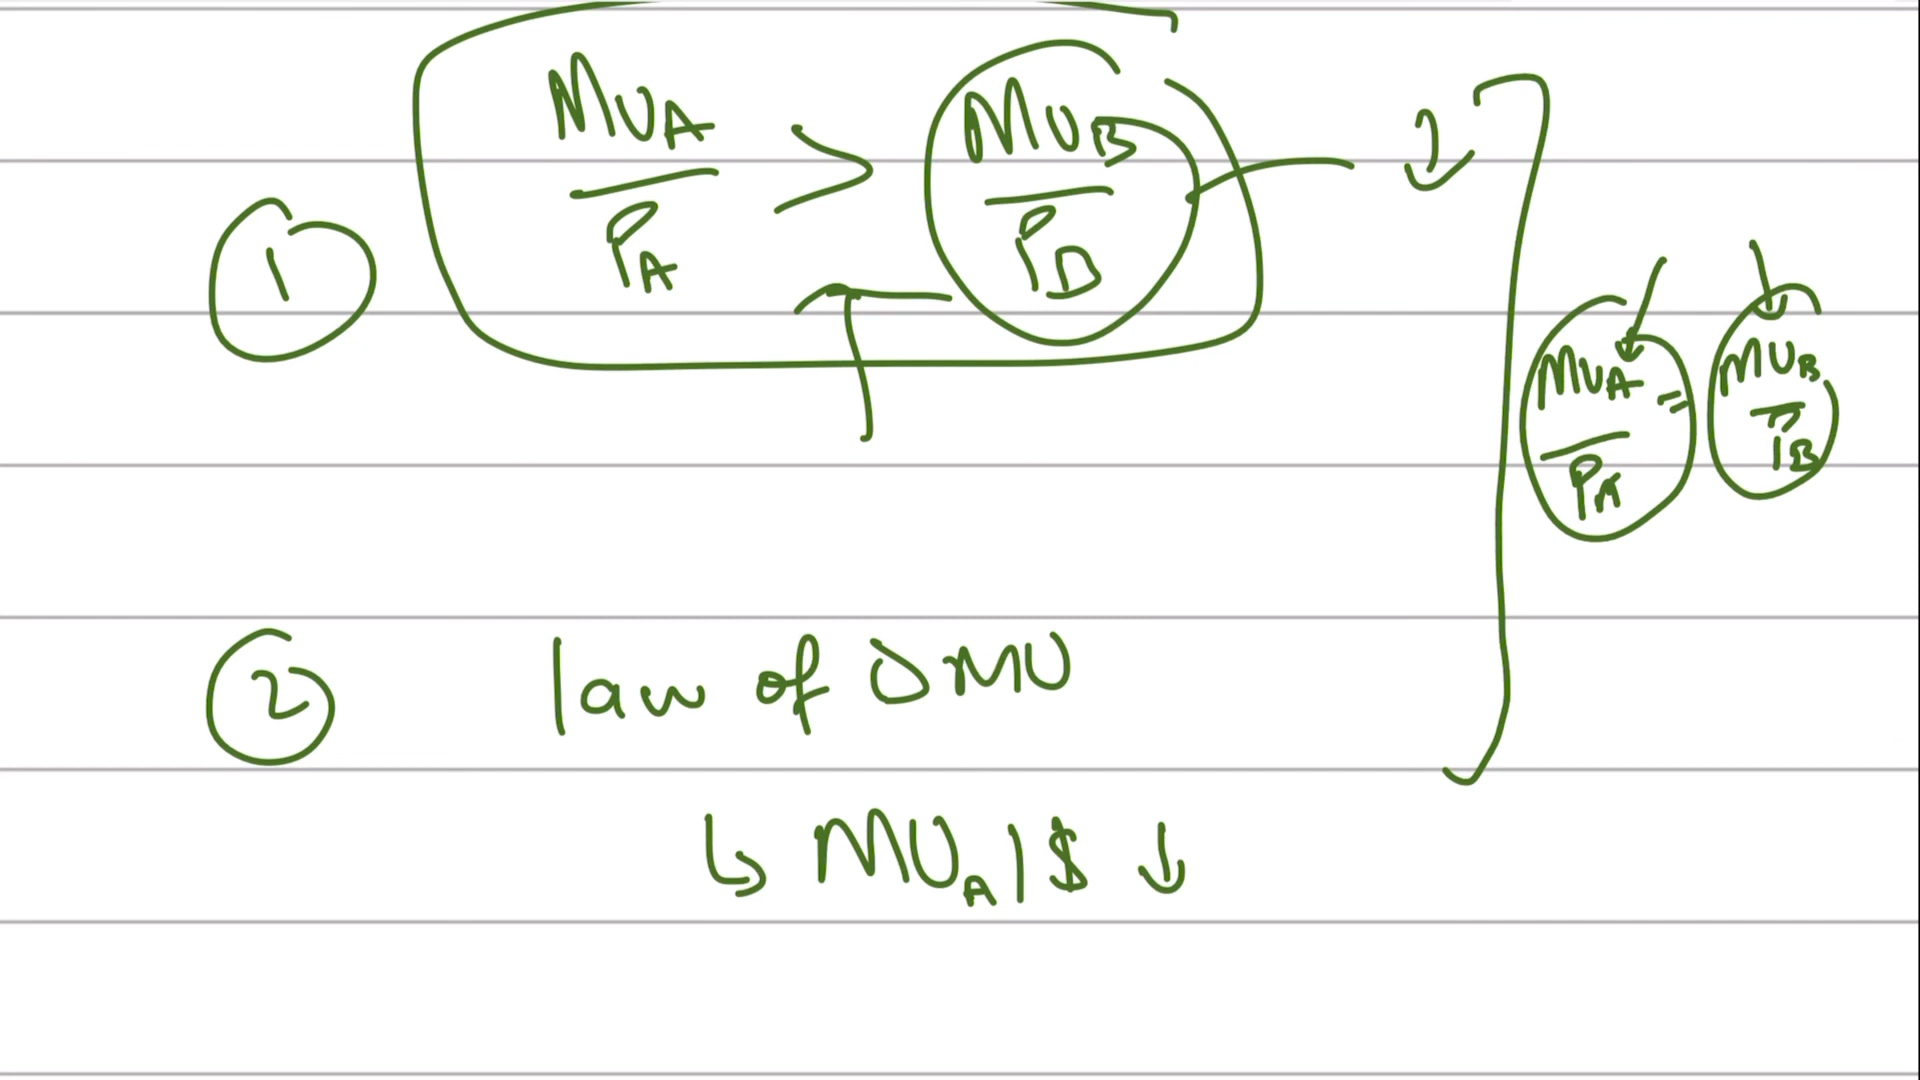 ① MUA/PA > MUB/PB
MUA/PA = MUB/PB
② law of DMU
↳ MUA/$ ↓